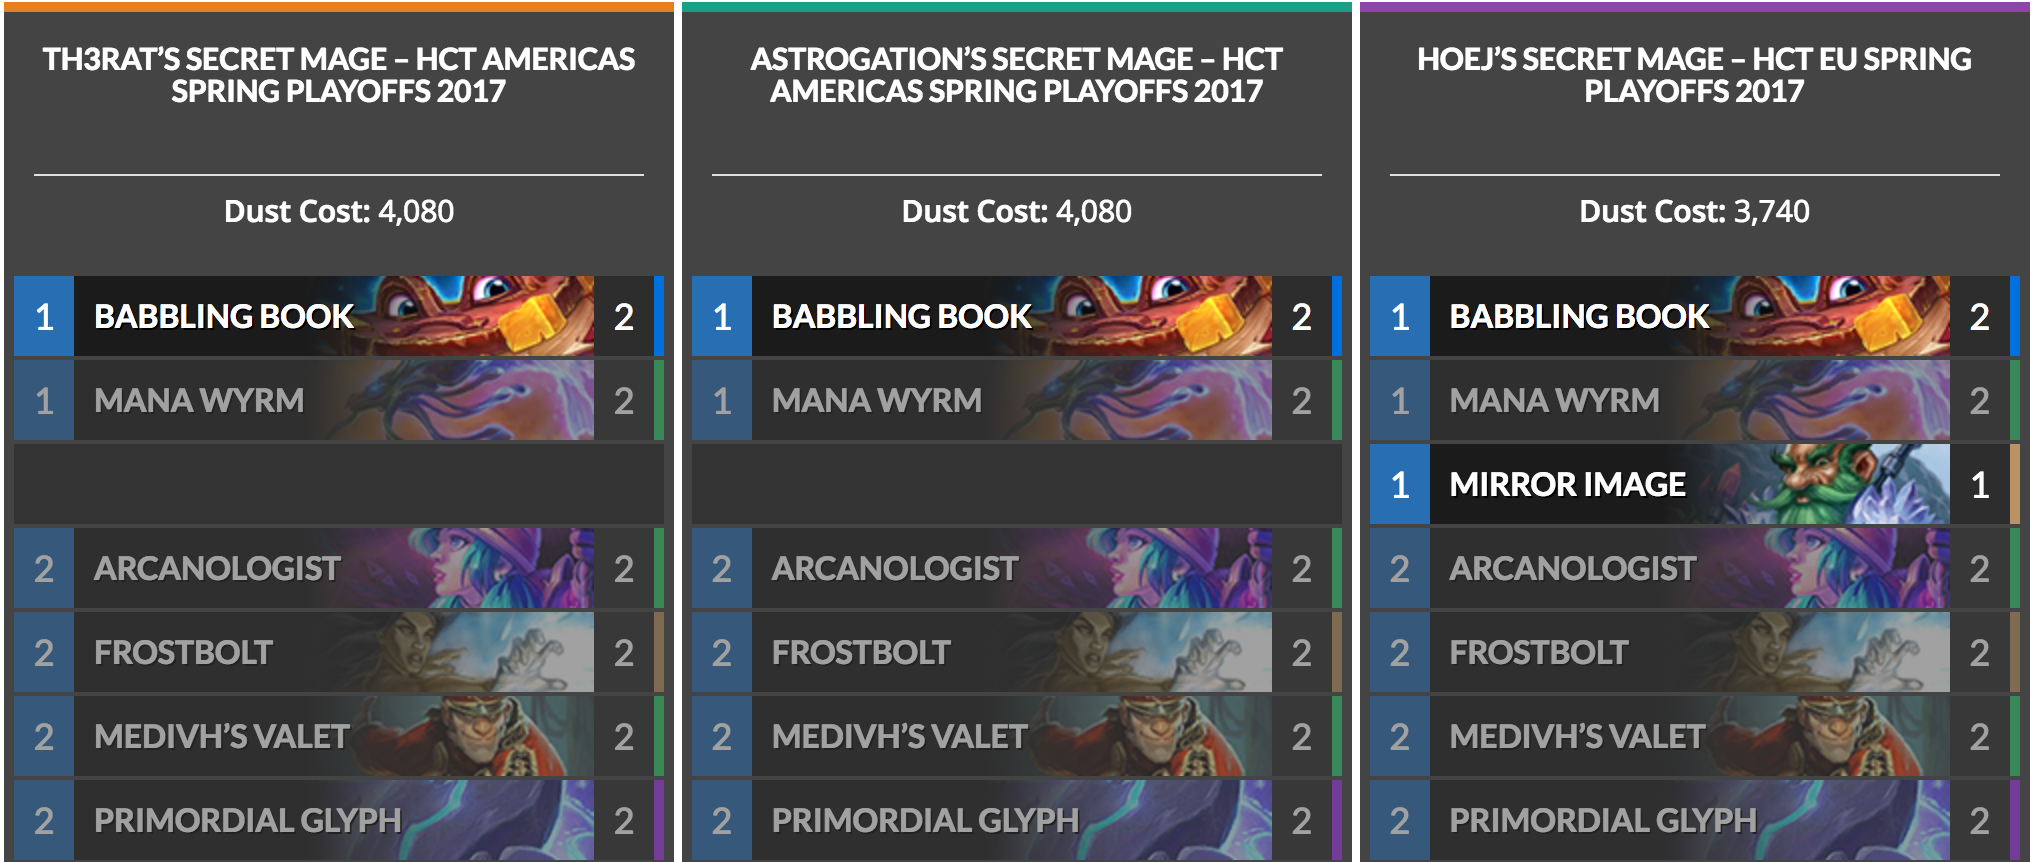 TH3RAT’S SECRET MAGE – HCT AMERICAS
SPRING PLAYOFFS 2017
Dust Cost: 4,080
1 BABBLING BOOK 2
1 MANA WYRM 2
2 ARCANOLOGIST 2
2 FROSTBOLT 2
2 MEDIVH’S VALET 2
2 PRIMORDIAL GLYPH 2
ASTROGATION’S SECRET MAGE – HCT
AMERICAS SPRING PLAYOFFS 2017
Dust Cost: 4,080
1 BABBLING BOOK 2
1 MANA WYRM 2
2 ARCANOLOGIST 2
2 FROSTBOLT 2
2 MEDIVH’S VALET 2
2 PRIMORDIAL GLYPH 2
HOEJ’S SECRET MAGE – HCT EU SPRING
PLAYOFFS 2017
Dust Cost: 3,740
1 BABBLING BOOK 2
1 MANA WYRM 2
1 MIRROR IMAGE 1
2 ARCANOLOGIST 2
2 FROSTBOLT 2
2 MEDIVH’S VALET 2
2 PRIMORDIAL GLYPH 2